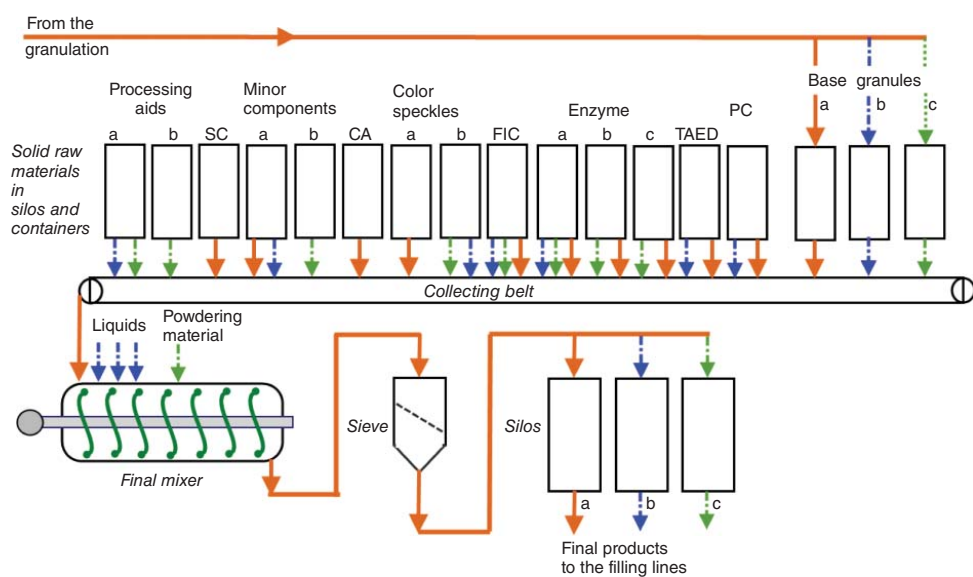 From the
granulation
Processing
aids
Minor
components
Color
speckles
Enzyme
PC
Base granules
a b SC a b CA a b FIC a b c TAED a b c
Solid raw
materials
in
silos and
containers
Collecting belt
Liquids
Powdering
material
Sieve
Silos
Final mixer
a b c
Final products
to the filling lines